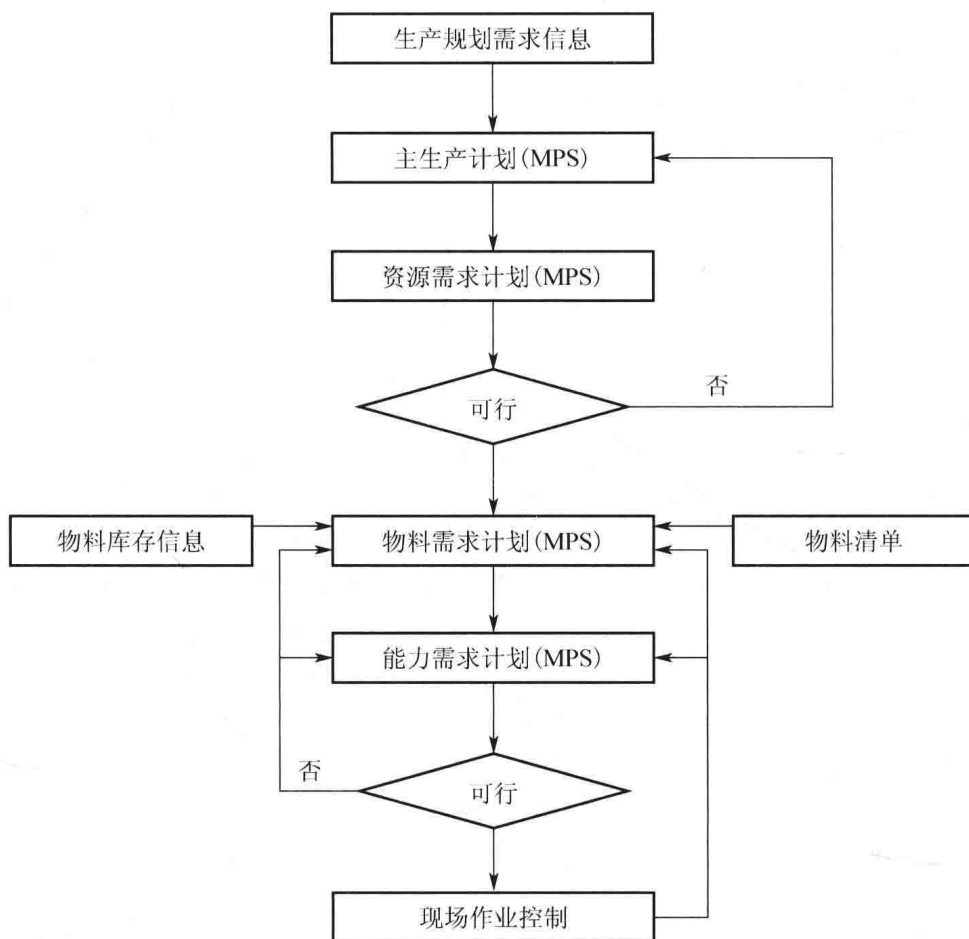 生产规划需求信息
主生产计划(MPS)
资源需求计划(MPS)
可行
否
物料库存信息
物料需求计划(MPS)
物料清单
能力需求计划(MPS)
否
可行
现场作业控制